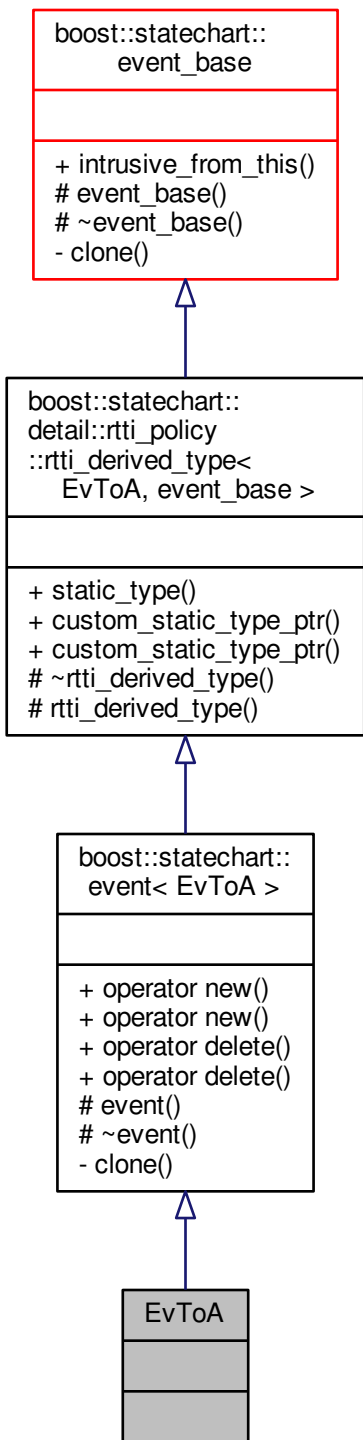 boost::statechart::
event_base
+ intrusive_from_this()
# event_base()
# ~event_base()
- clone()
boost::statechart::
detail::rtti_policy
::rtti_derived_type<
EvToA, event_base >
+ static_type()
+ custom_static_type_ptr()
+ custom_static_type_ptr()
# ~rtti_derived_type()
# rtti_derived_type()
boost::statechart::
event< EvToA >
+ operator new()
+ operator new()
+ operator delete()
+ operator delete()
# event()
# ~event()
- clone()
EvToA